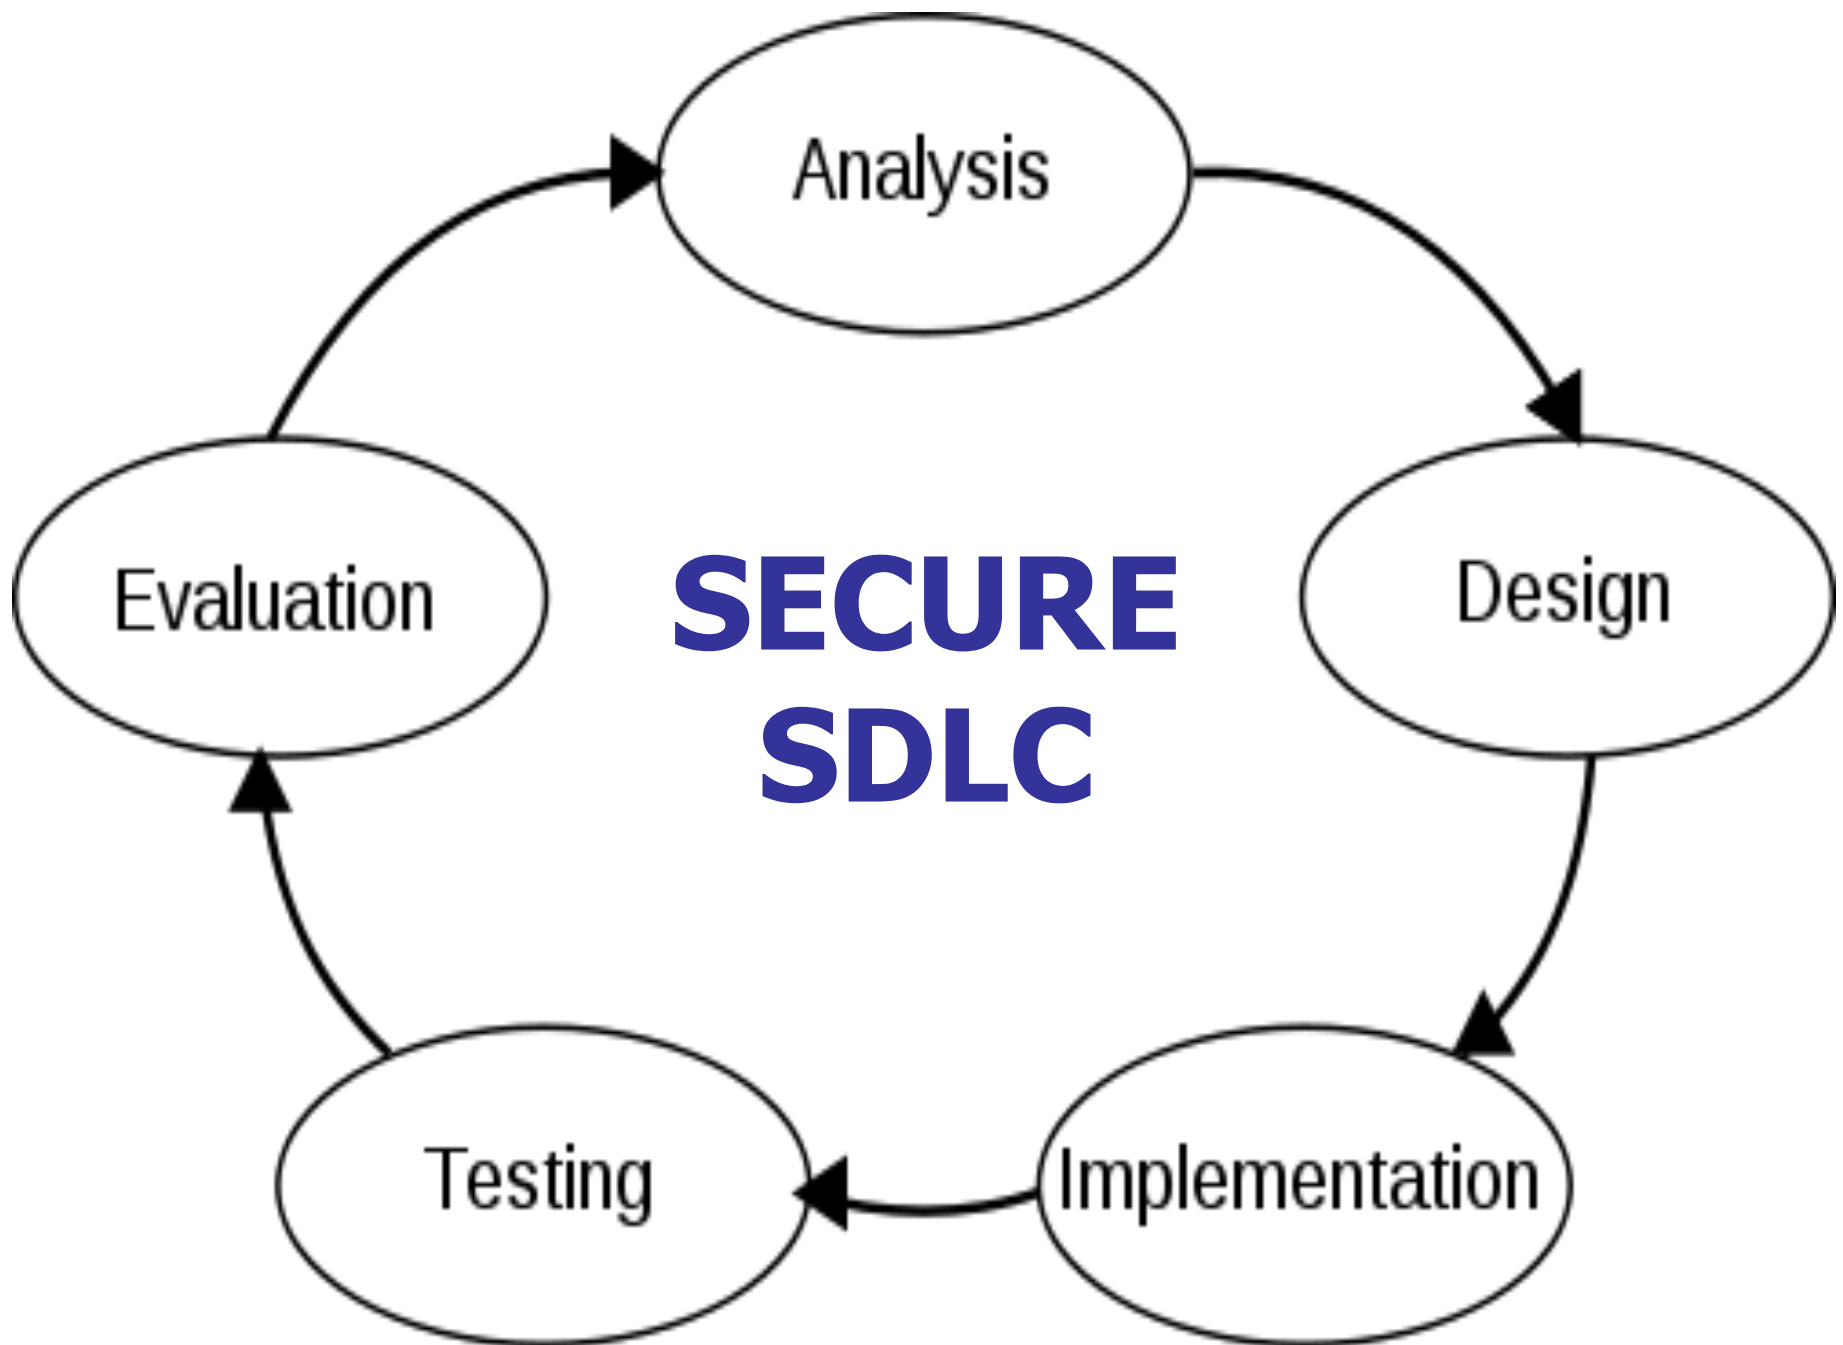 Analysis
Evaluation
SECURE
SDLC
Design
Testing
Implementation